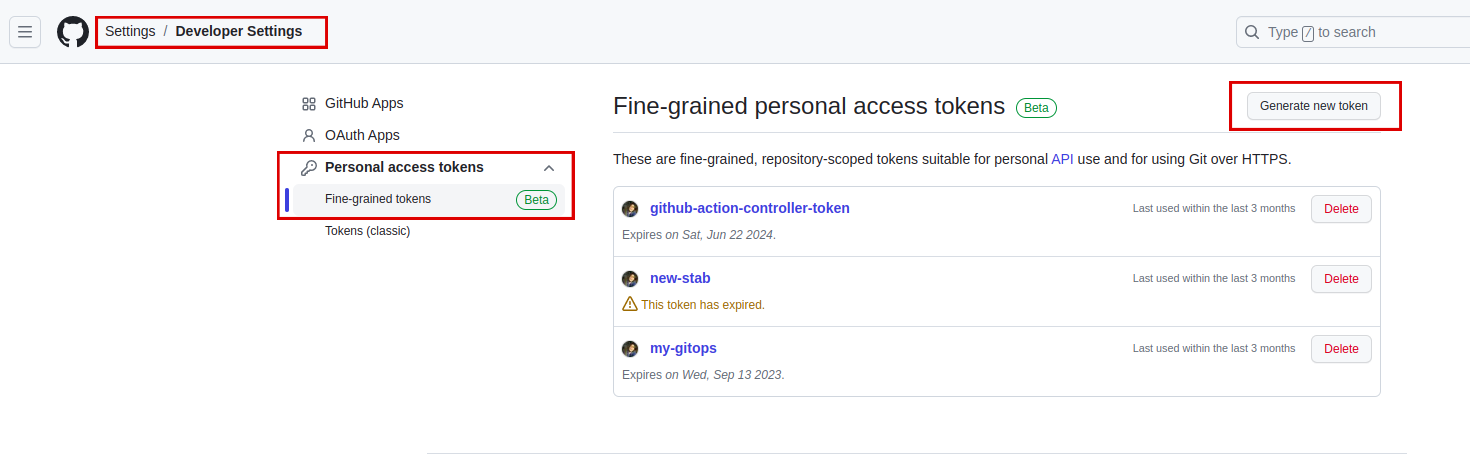 Settings / Developer Settings
Type / to search
GitHub Apps
OAuth Apps
Personal access tokens
Fine-grained tokens Beta
Tokens (classic)
Fine-grained personal access tokens Beta
Generate new token
These are fine-grained, repository-scoped tokens suitable for personal API use and for using Git over HTTPS.
github-action-controller-token Last used within the last 3 months Delete
Expires on Sat, Jun 22 2024.
new-stab Last used within the last 3 months Delete
This token has expired.
my-gitops Last used within the last 3 months Delete
Expires on Wed, Sep 13 2023.